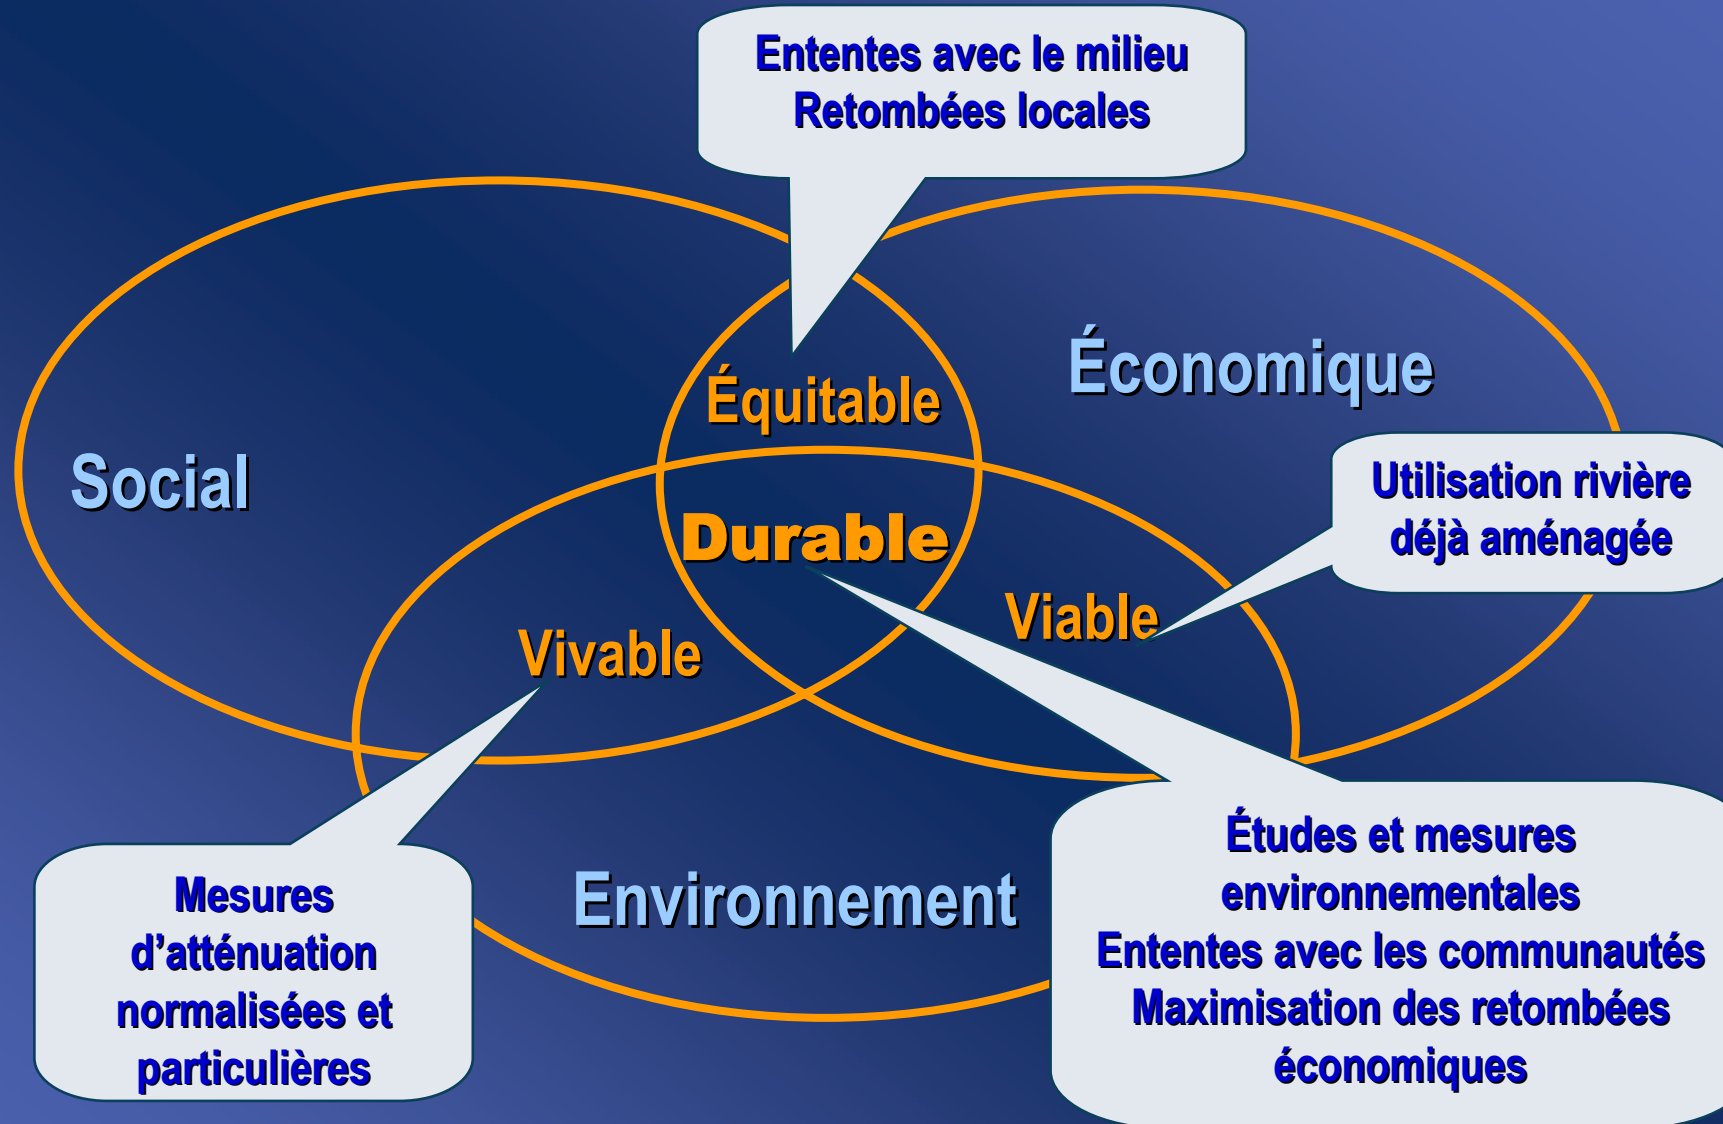 Ententes avec le milieu
Retombées locales
Économique
Équitable
Social
Utilisation rivière
déjà aménagée
Durable
Viable
Vivable
Environnement
Mesures
d’atténuation
normalisées et
particulières
Études et mesures
environnementales
Ententes avec les communautés
Maximisation des retombées
économiques